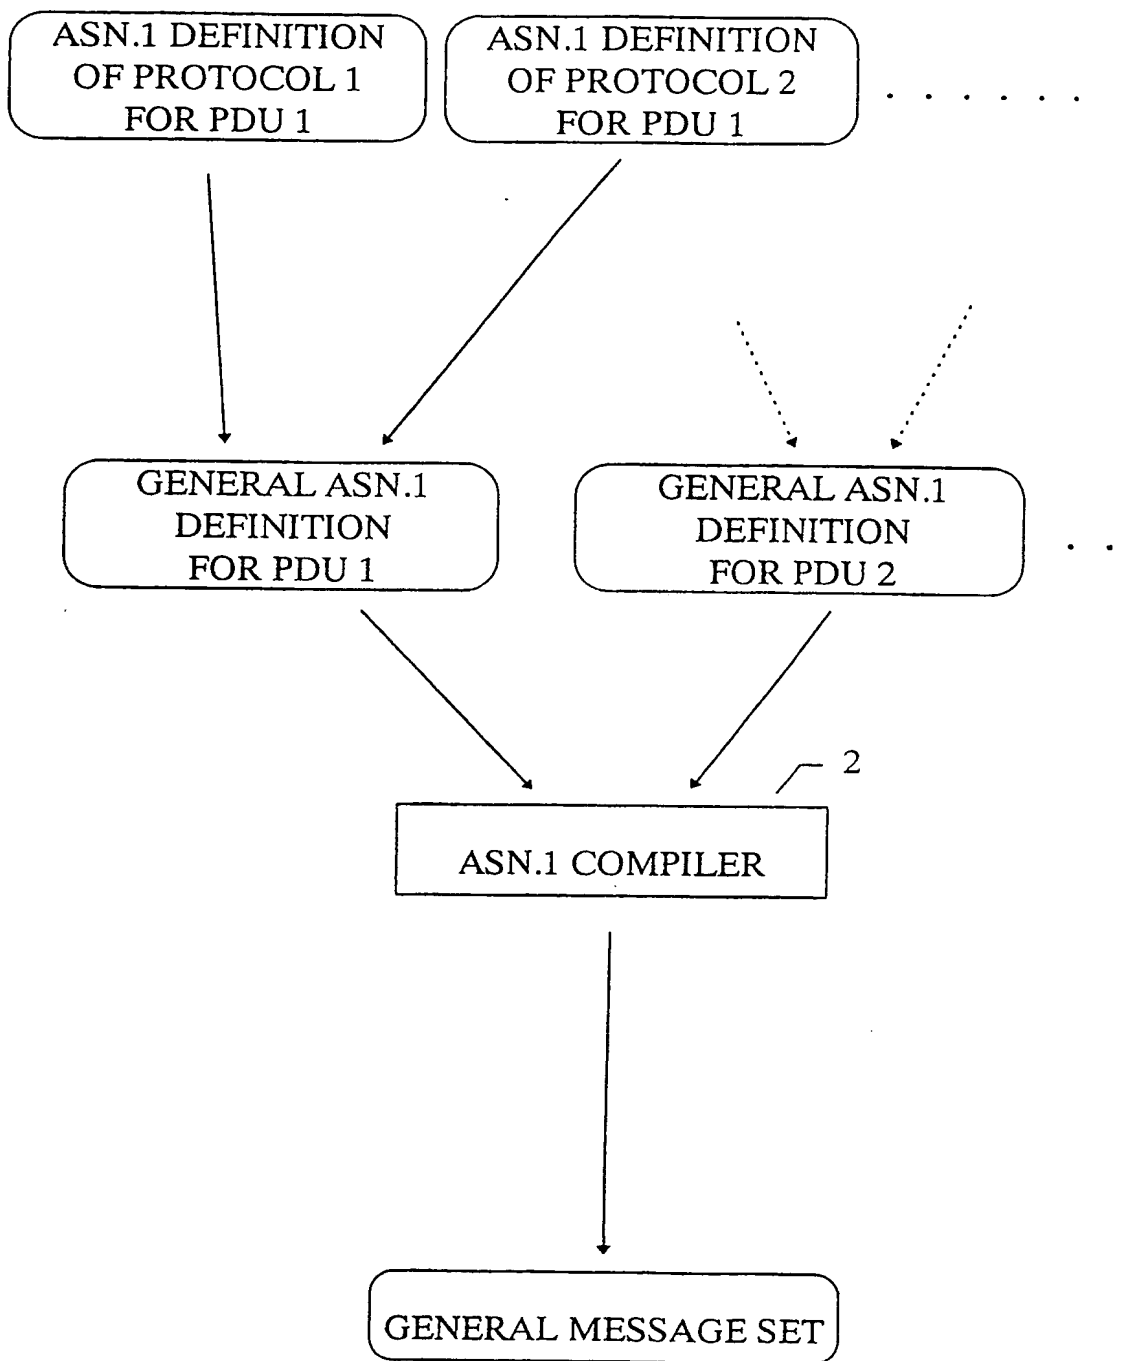 ASN.1 DEFINITION
OF PROTOCOL 1
FOR PDU 1
ASN.1 DEFINITION
OF PROTOCOL 2
FOR PDU 1
. . . . . .
GENERAL ASN.1
DEFINITION
FOR PDU 1
GENERAL ASN.1
DEFINITION
FOR PDU 2
. .
2
ASN.1 COMPILER
GENERAL MESSAGE SET